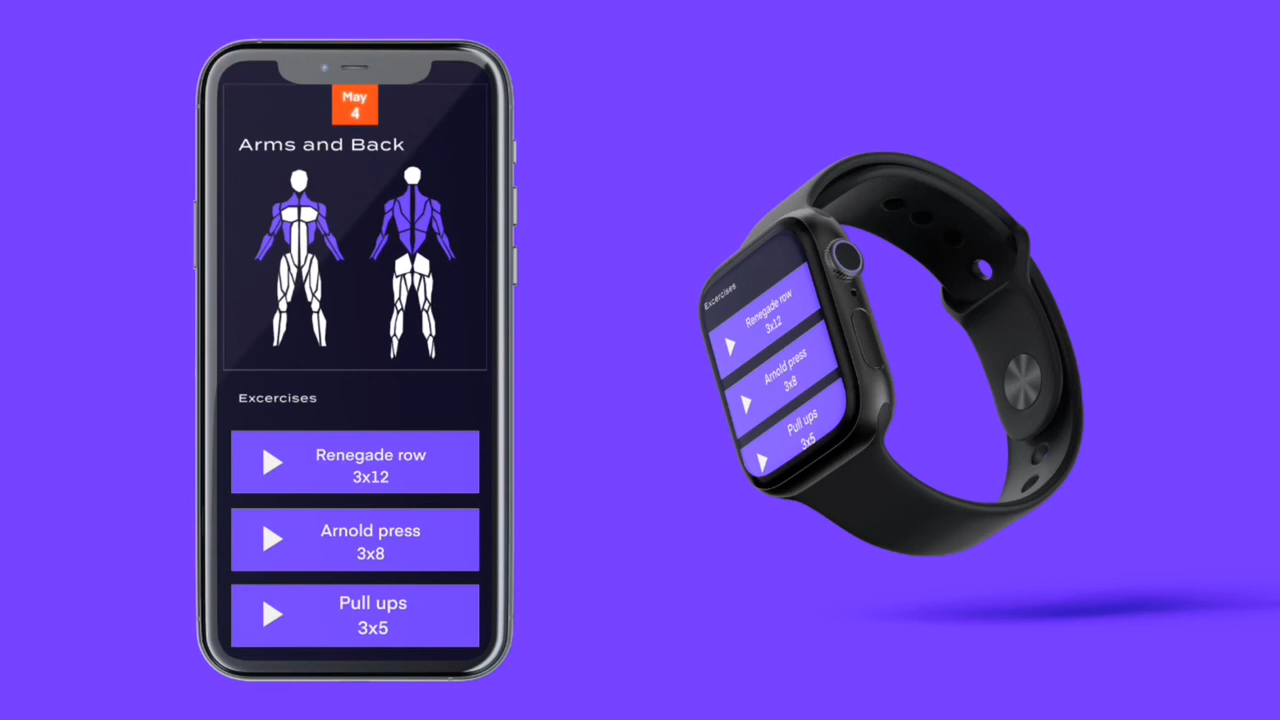 May
4
Arms and Back
Excercises
Renegade row
3x12
Arnold press
3x8
Pull ups
3x5
Excercises
Renegade row
3x12
Arnold press
3x8
Pull ups
3x5